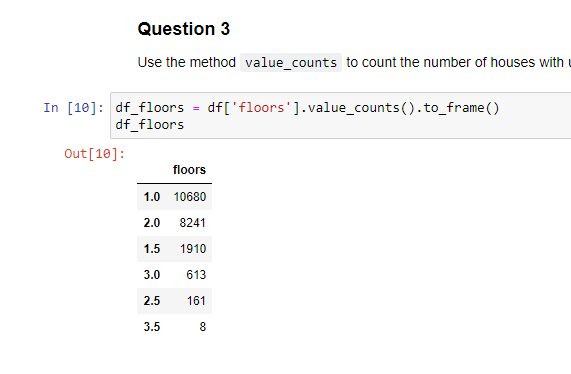 Question 3
Use the method value_counts to count the number of houses with
In [10]: df_floors = df['floors'].value_counts().to_frame()
df_floors
Out[10]:
floors
1.0 10680
2.0 8241
1.5 1910
3.0 613
2.5 161
3.5 8